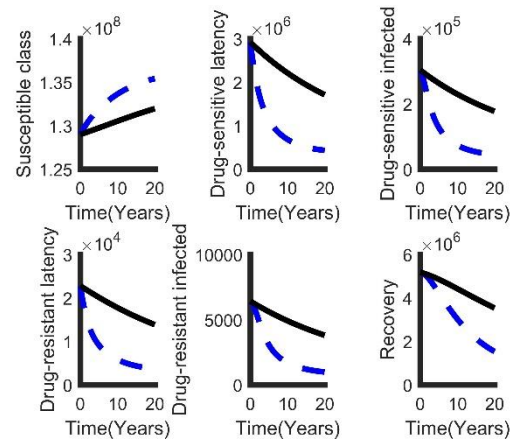 × 10⁸
Susceptible class
1.4
1.35
1.3
1.25
0 10 20
Time(Years)
× 10⁶
Drug-sensitive latency
3
2
1
0
0 10 20
Time(Years)
× 10⁵
Drug-sensitive infected
4
2
0
0 10 20
Time(Years)
× 10⁴
Drug-resistant latency
3
2
1
0
0 10 20
Time(Years)
Drug-resistant infected
10000
5000
0
0 10 20
Time(Years)
× 10⁶
Recovery
6
4
2
0
0 10 20
Time(Years)